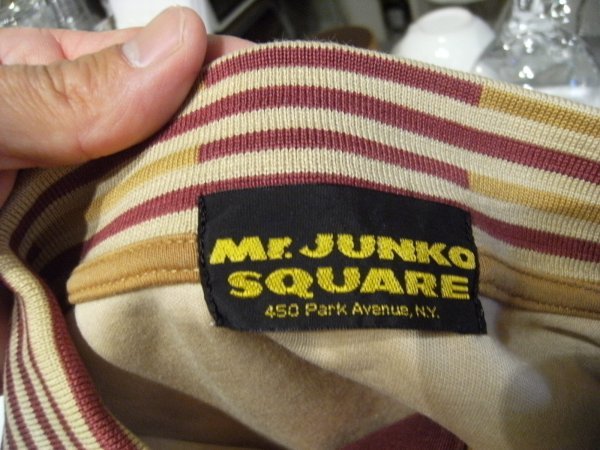 Mr. JUNKO
SQUARE
450 Park Avenue, N.Y.